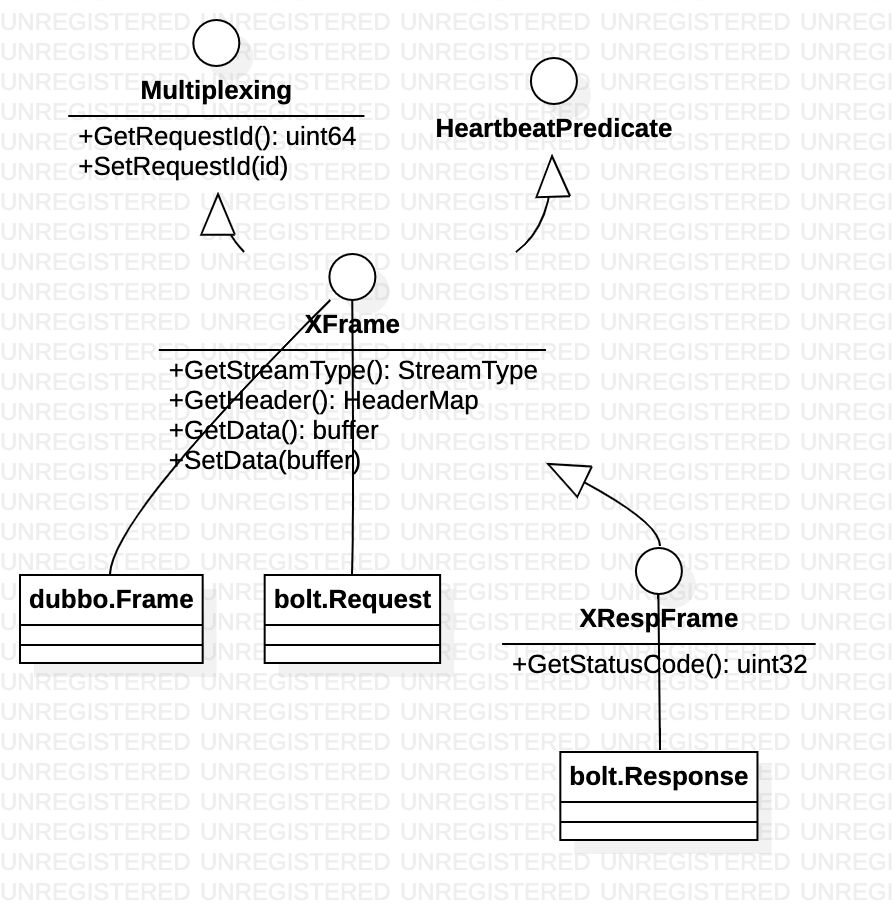 Multiplexing
+GetRequestId(): uint64
+SetRequestId(id)
HeartbeatPredicate
XFrame
+GetStreamType(): StreamType
+GetHeader(): HeaderMap
+GetData(): buffer
+SetData(buffer)
dubbo.Frame
bolt.Request
XRespFrame
+GetStatusCode(): uint32
bolt.Response
UNREGISTERED